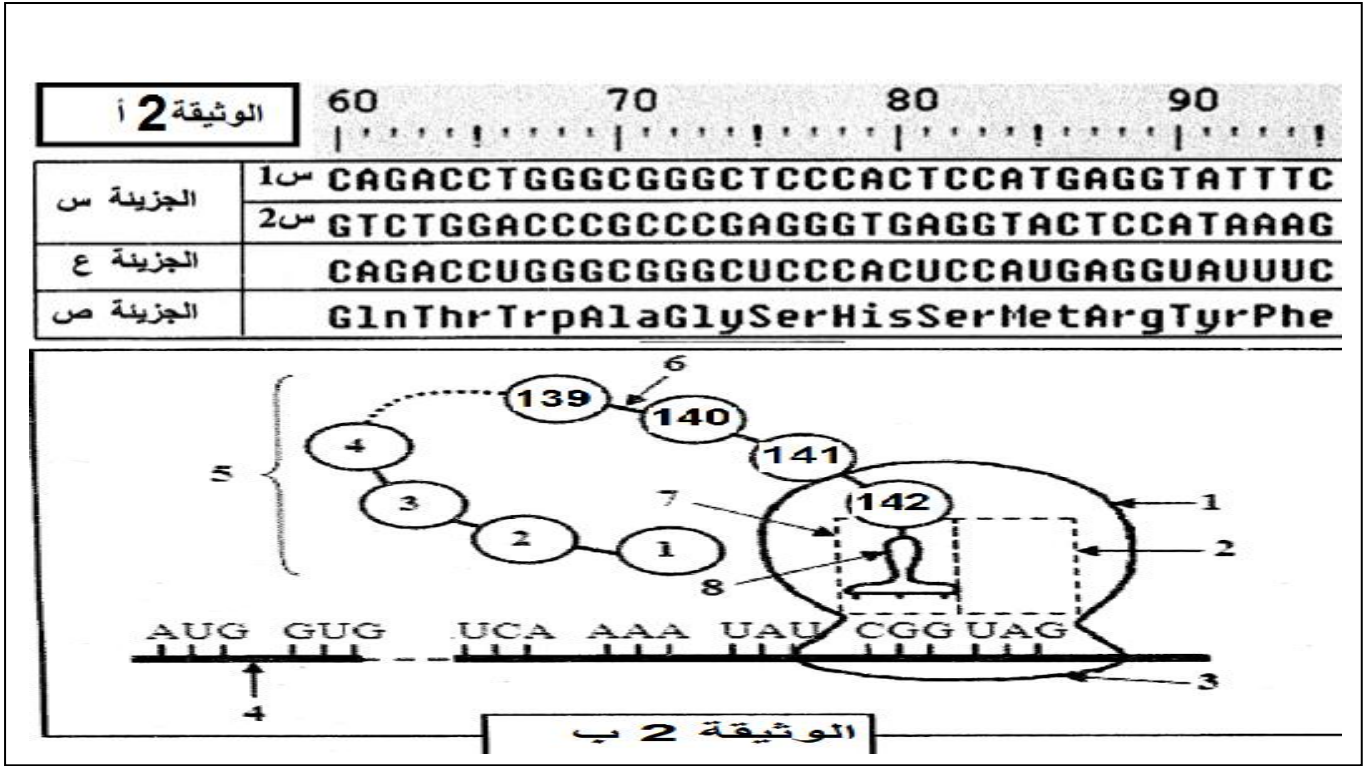 الوثيقة 2 أ
60 70 80 90
الجزيئة س
س1 CAGACCTGGGCGGGCTCCCACTCCATGAGGTATTTC
س2 GTCTGGACCCGCCCGAGGGTGAGGTACTCCATAAAG
الجزيئة ع CAGACCUGGGCGGGCUCCCACUCCAUGAGGUAUUUC
الجزيئة ص GlnThrTrpAlaGlySerHisSerMetArgTyrPhe
6
139 140 141 142
5 4 3 2 1
7 8 1 2
AUG GUG UCA AAA UAU CGG UAG
4 3
الوثيقة 2 ب